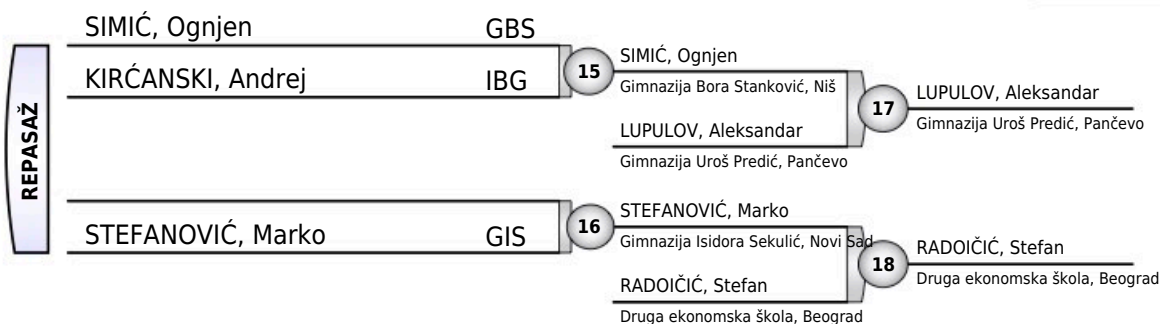 REPASAŽ
SIMIĆ, Ognjen GBS
KIRĆANSKI, Andrej IBG
15
SIMIĆ, Ognjen
Gimnazija Bora Stanković, Niš
LUPULOV, Aleksandar
Gimnazija Uroš Predić, Pančevo
17
LUPULOV, Aleksandar
Gimnazija Uroš Predić, Pančevo
STEFANOVIĆ, Marko GIS
16
STEFANOVIĆ, Marko
Gimnazija Isidora Sekulić, Novi Sad
RADOIČIĆ, Stefan
Druga ekonomska škola, Beograd
18
RADOIČIĆ, Stefan
Druga ekonomska škola, Beograd